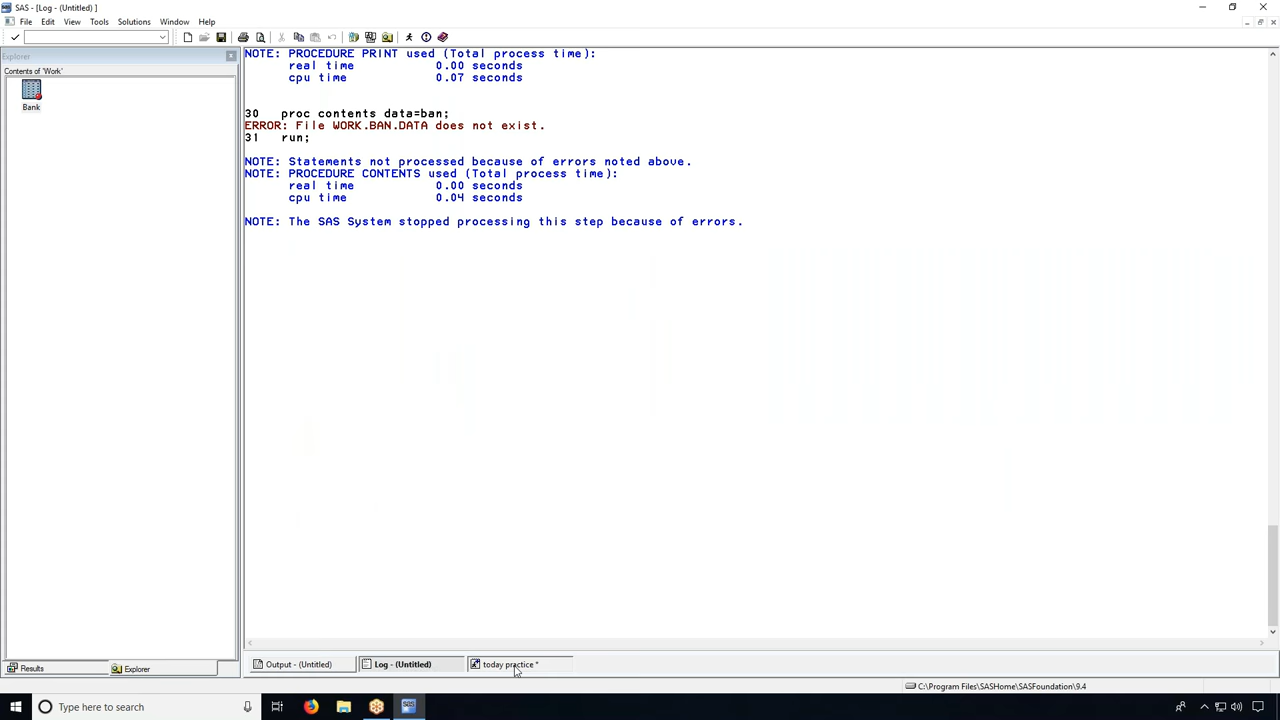 SAS - [Log - (Untitled) ]
File Edit View Tools Solutions Window Help
Explorer
Contents of 'Work'
Bank
NOTE: PROCEDURE PRINT used (Total process time):
real time 0.00 seconds
cpu time 0.07 seconds
30 proc contents data=ban;
ERROR: File WORK.BAN.DATA does not exist.
31 run;
NOTE: Statements not processed because of errors noted above.
NOTE: PROCEDURE CONTENTS used (Total process time):
real time 0.00 seconds
cpu time 0.04 seconds
NOTE: The SAS System stopped processing this step because of errors.
Results Explorer
Output - (Untitled) Log - (Untitled) today practice *
C:\Program Files\SASHome\SASFoundation\9.4
Type here to search